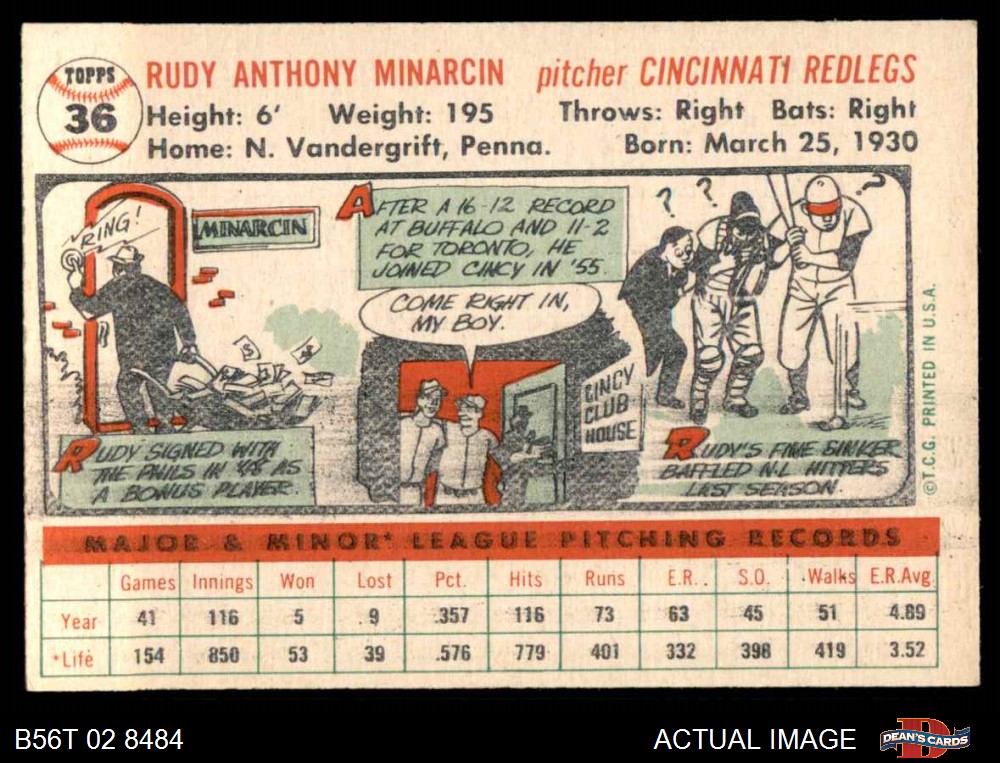 TOPPS
36
RUDY ANTHONY MINARCIN pitcher CINCINNATI REDLEGS
Height: 6' Weight: 195 Throws: Right Bats: Right
Home: N. Vandergrift, Penna. Born: March 25, 1930
RING!
MINARCIN
$
$
RUDY SIGNED WITH
THE PHILS IN '48 AS
A BONUS PLAYER.
AFTER A 16-12 RECORD
AT BUFFALO AND 11-2
FOR TORONTO, HE
JOINED CINCY IN '55.
COME RIGHT IN,
MY BOY.
CINCY
CLUB
HOUSE
? ? ?
RUDY'S FINE SINKER
BAFFLED N.L. HITTERS
LAST SEASON.
©T.C.G. PRINTED IN U.S.A.
MAJOR & MINOR* LEAGUE PITCHING RECORDS
Games Innings Won Lost Pct. Hits Runs E.R. S.O. Walks E.R.Avg.
Year 41 116 5 9 .357 116 73 63 45 51 4.89
*Life 154 850 53 39 .576 779 401 332 398 419 3.52
B56T 02 8484 ACTUAL IMAGE
D
DEAN'S CARDS